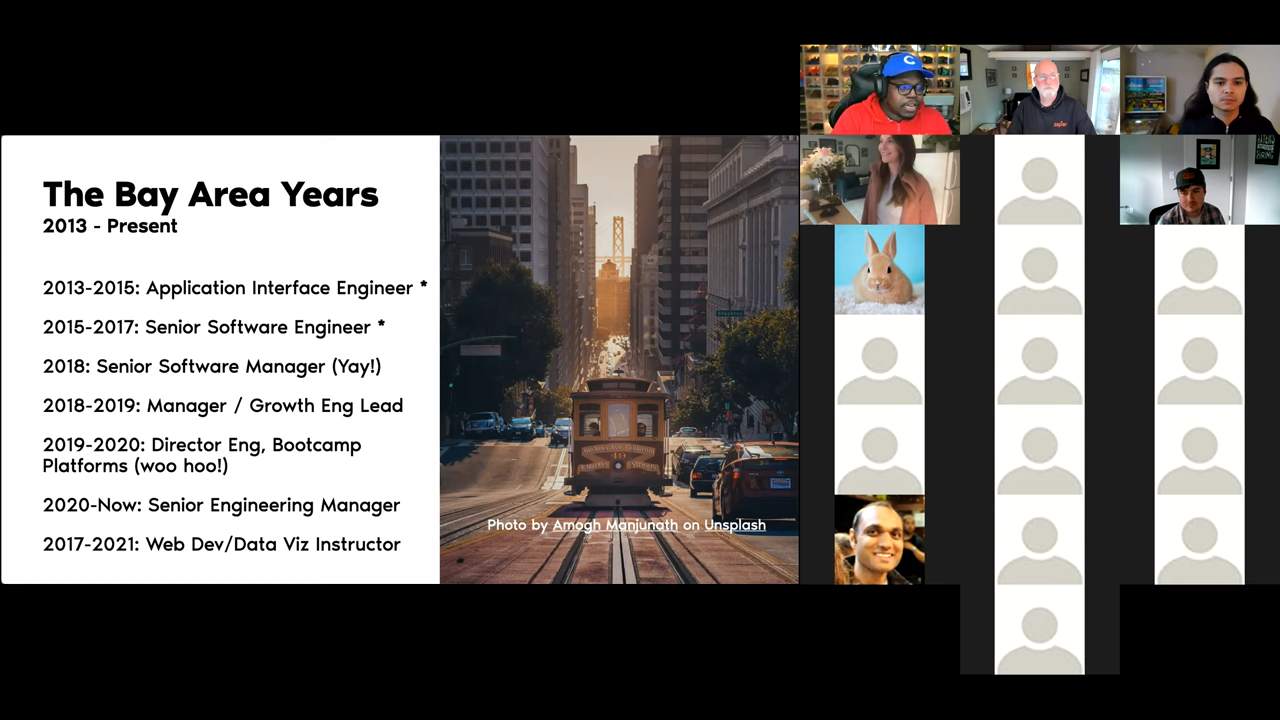 The Bay Area Years
2013 - Present
2013-2015: Application Interface Engineer *
2015-2017: Senior Software Engineer *
2018: Senior Software Manager (Yay!)
2018-2019: Manager / Growth Eng Lead
2019-2020: Director Eng, Bootcamp
Platforms (woo hoo!)
2020-Now: Senior Engineering Manager
2017-2021: Web Dev/Data Viz Instructor
Photo by Amogh Manjunath on Unsplash
C